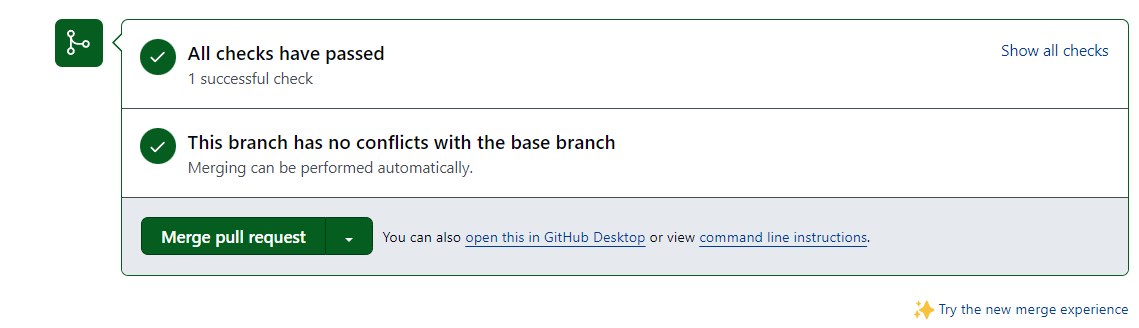 All checks have passed
Show all checks
1 successful check
This branch has no conflicts with the base branch
Merging can be performed automatically.
Merge pull request
You can also open this in GitHub Desktop or view command line instructions.
Try the new merge experience